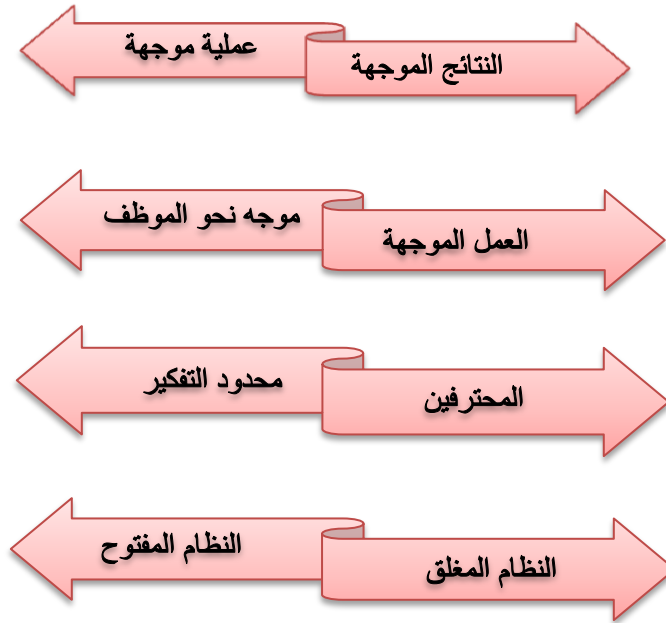 عملية موجهة
النتائج الموجهة
موجه نحو الموظف
العمل الموجهة
محدود التفكير
المحترفين
النظام المفتوح
النظام المغلق